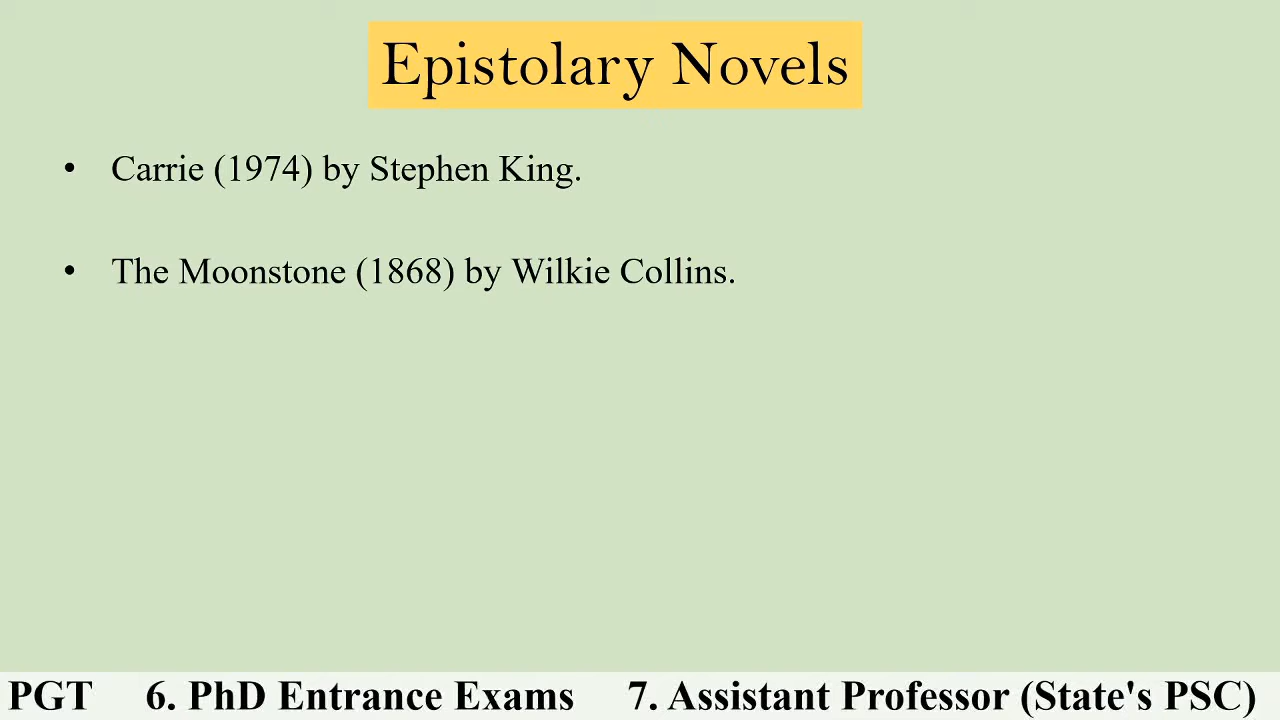 Epistolary Novels
• Carrie (1974) by Stephen King.
• The Moonstone (1868) by Wilkie Collins.
PGT 6. PhD Entrance Exams 7. Assistant Professor (State's PSC)